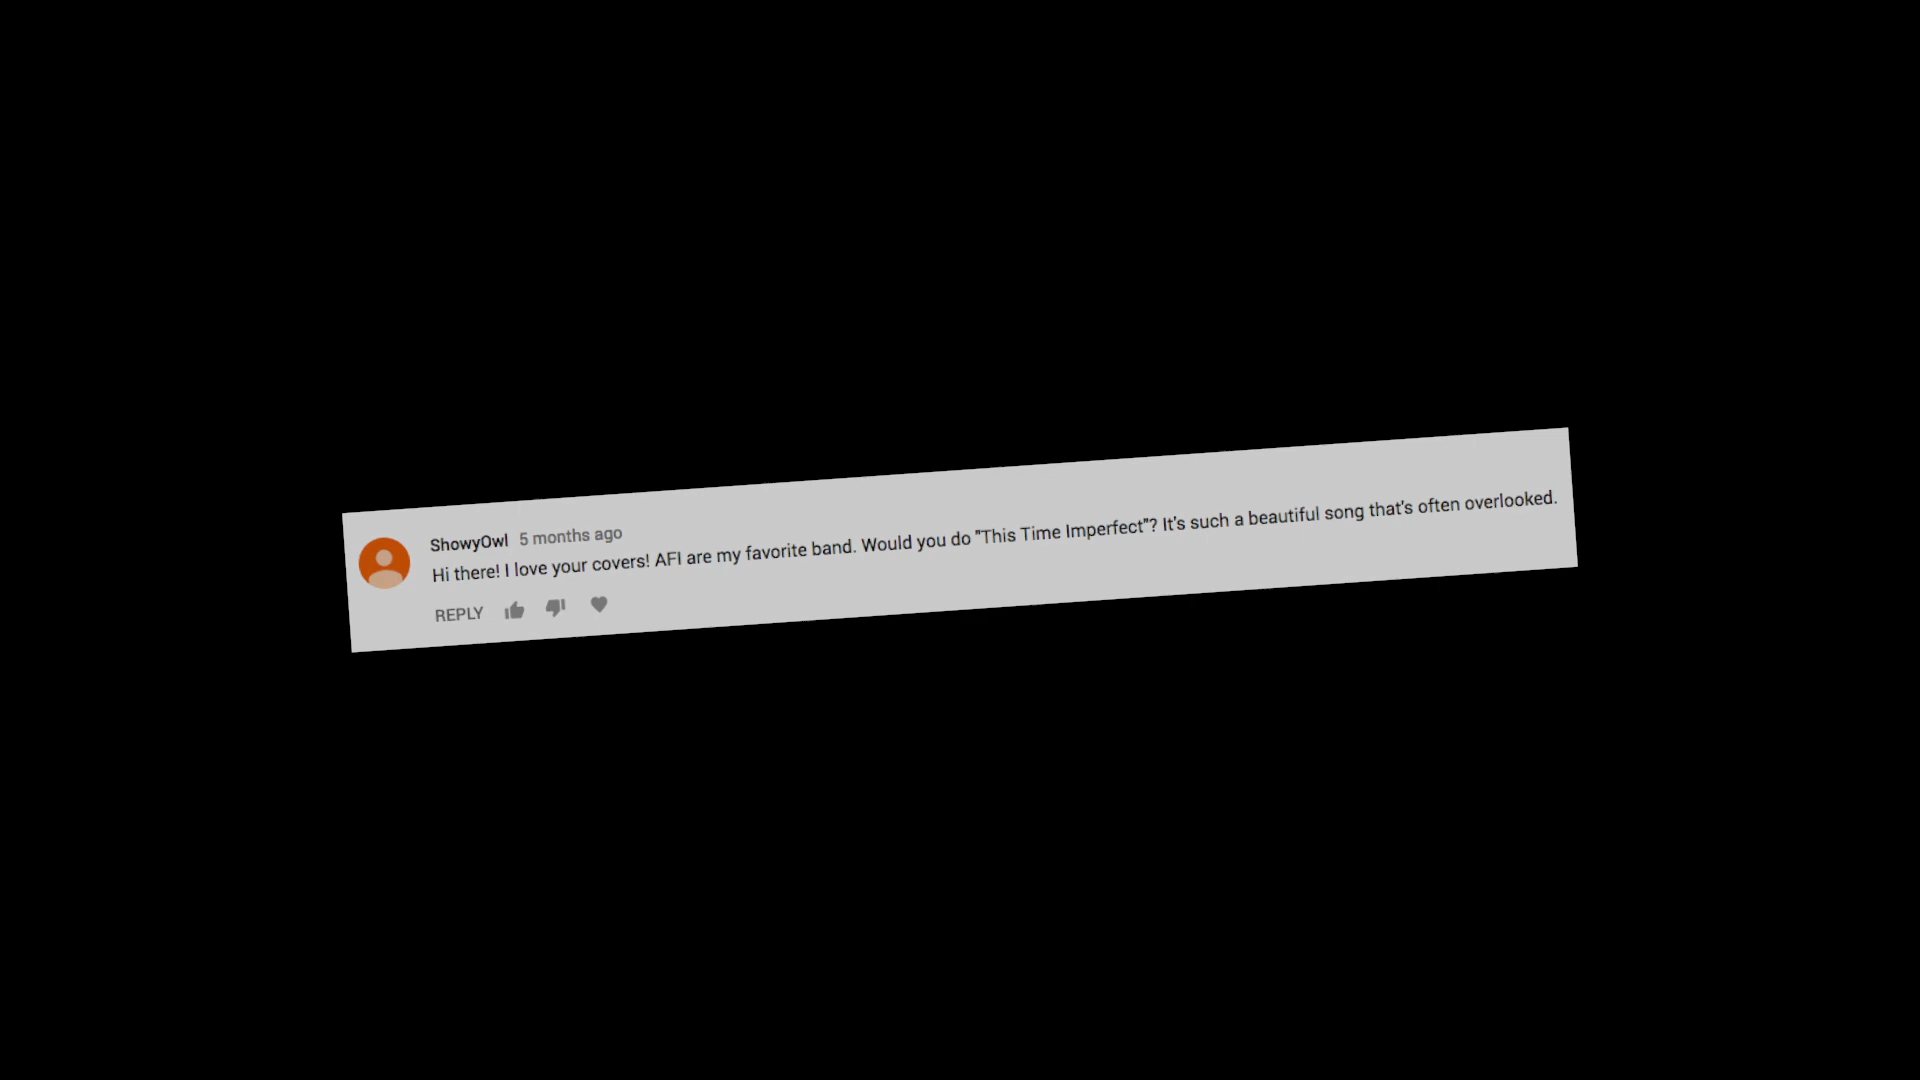 ShowyOwl 5 months ago
Hi there! I love your covers! AFI are my favorite band. Would you do "This Time Imperfect"? It's such a beautiful song that's often overlooked.
REPLY